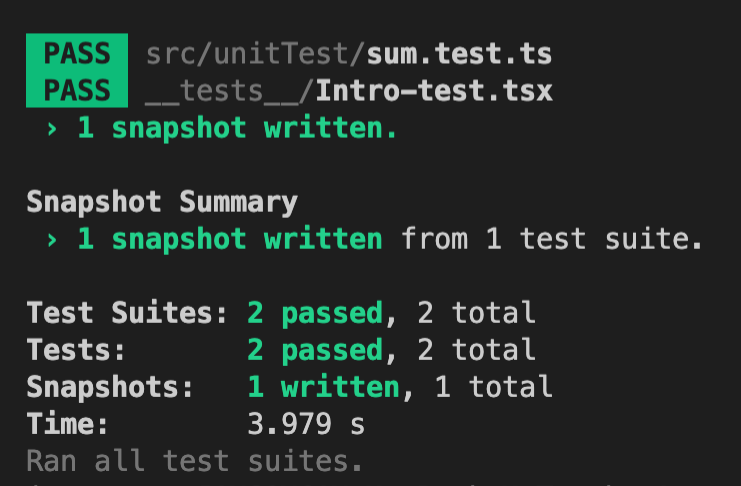 PASS src/unitTest/sum.test.ts
PASS __tests__/Intro-test.tsx
› 1 snapshot written.
Snapshot Summary
› 1 snapshot written from 1 test suite.
Test Suites: 2 passed, 2 total
Tests: 2 passed, 2 total
Snapshots: 1 written, 1 total
Time: 3.979 s
Ran all test suites.